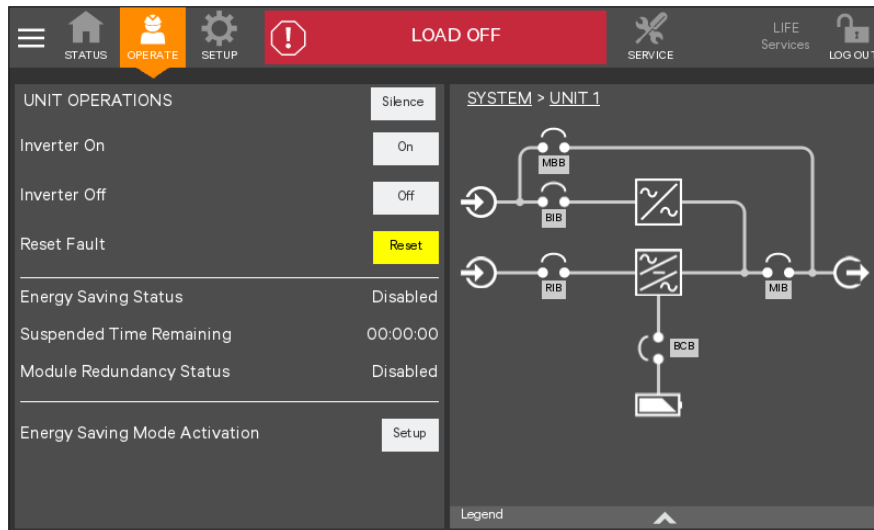 STATUS
OPERATE
SETUP
LOAD OFF
SERVICE
LIFE
Services
LOG OUT
UNIT OPERATIONS
Silence
Inverter On
On
Inverter Off
Off
Reset Fault
Reset
Energy Saving Status
Disabled
Suspended Time Remaining
00:00:00
Module Redundancy Status
Disabled
Energy Saving Mode Activation
Setup
SYSTEM > UNIT 1
MBB
BIB
RIB
MIB
BCB
Legend